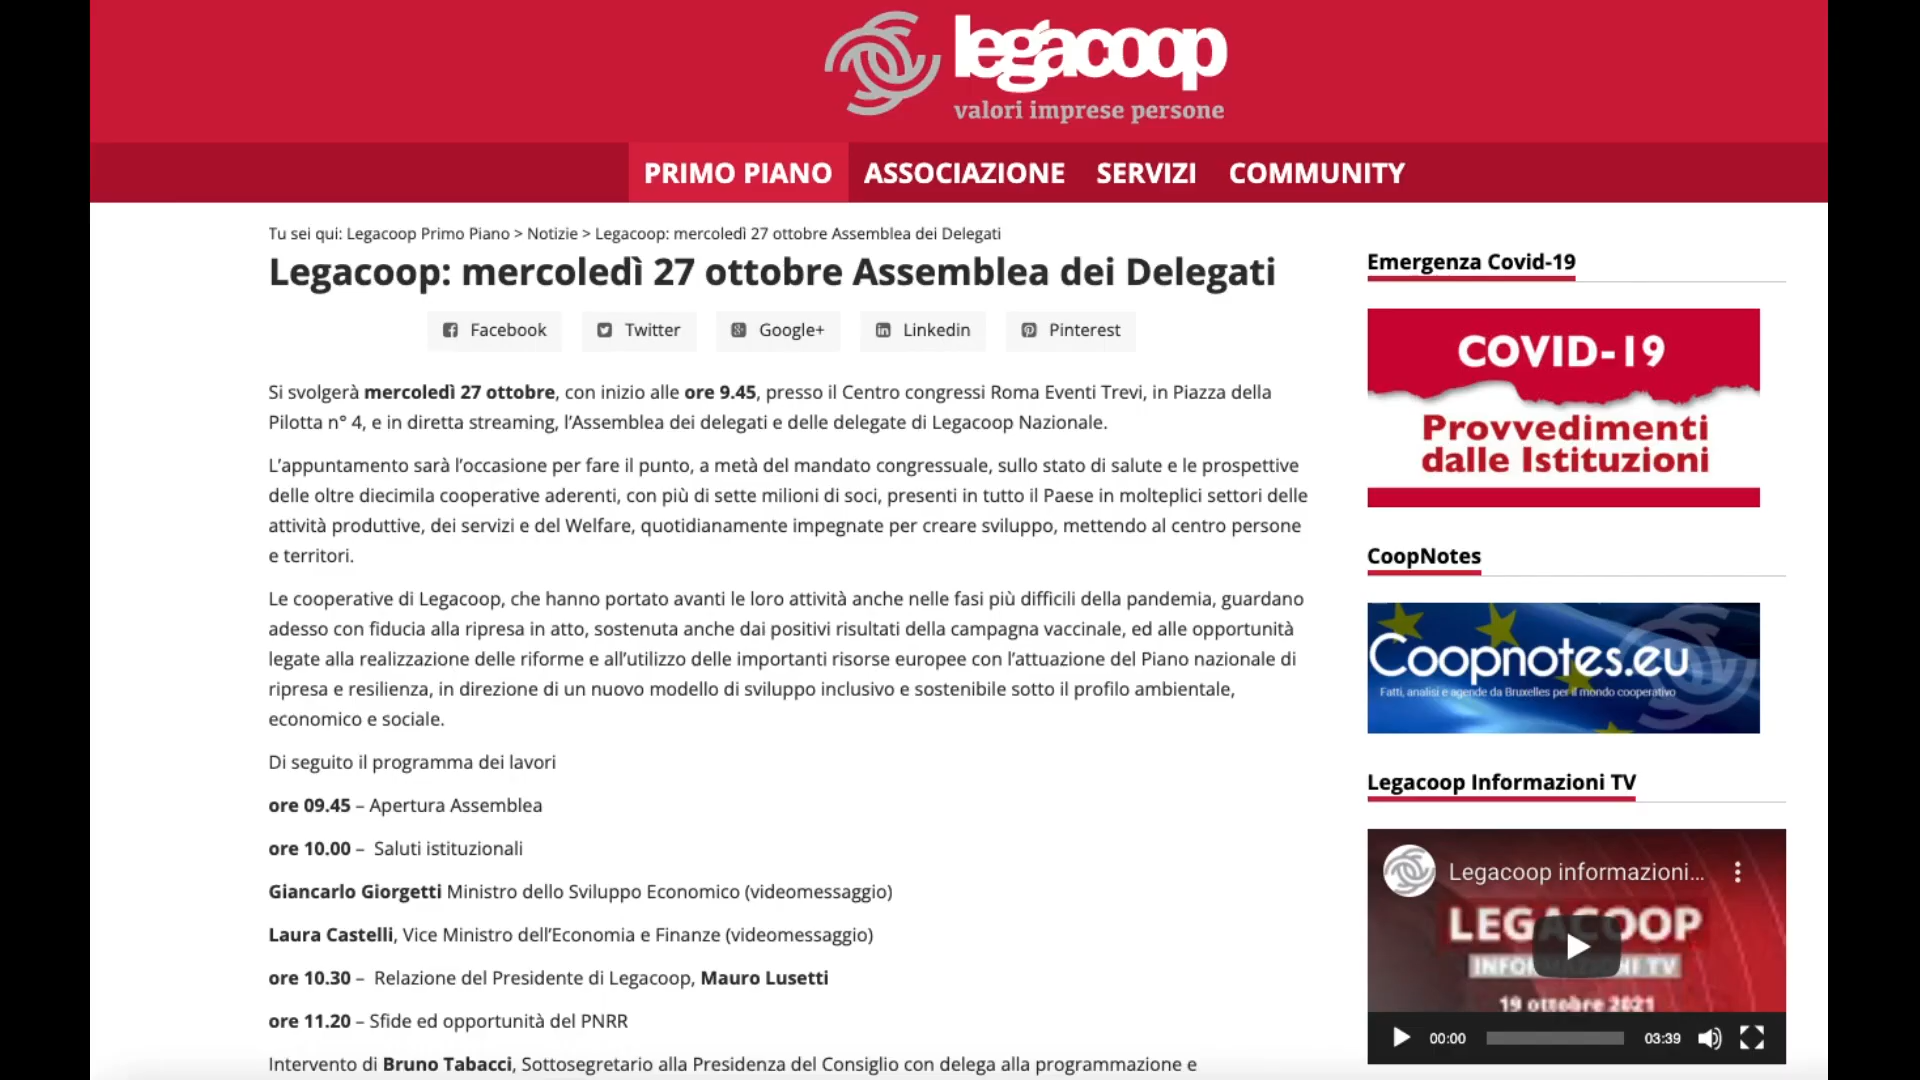 legacoop
valori imprese persone
PRIMO PIANO ASSOCIAZIONE SERVIZI COMMUNITY
Tu sei qui: Legacoop Primo Piano > Notizie > Legacoop: mercoledì 27 ottobre Assemblea dei Delegati
Legacoop: mercoledì 27 ottobre Assemblea dei Delegati
Facebook Twitter Google+ Linkedin Pinterest
Si svolgerà mercoledì 27 ottobre, con inizio alle ore 9.45, presso il Centro congressi Roma Eventi Trevi, in Piazza della
Pilotta n° 4, e in diretta streaming, l’Assemblea dei delegati e delle delegate di Legacoop Nazionale.
L’appuntamento sarà l’occasione per fare il punto, a metà del mandato congressuale, sullo stato di salute e le prospettive
delle oltre diecimila cooperative aderenti, con più di sette milioni di soci, presenti in tutto il Paese in molteplici settori delle
attività produttive, dei servizi e del Welfare, quotidianamente impegnate per creare sviluppo, mettendo al centro persone
e territori.
Le cooperative di Legacoop, che hanno portato avanti le loro attività anche nelle fasi più difficili della pandemia, guardano
adesso con fiducia alla ripresa in atto, sostenuta anche dai positivi risultati della campagna vaccinale, ed alle opportunità
legate alla realizzazione delle riforme e all’utilizzo delle importanti risorse europee con l’attuazione del Piano nazionale di
ripresa e resilienza, in direzione di un nuovo modello di sviluppo inclusivo e sostenibile sotto il profilo ambientale,
economico e sociale.
Di seguito il programma dei lavori
ore 09.45 – Apertura Assemblea
ore 10.00 – Saluti istituzionali
Giancarlo Giorgetti Ministro dello Sviluppo Economico (videomessaggio)
Laura Castelli, Vice Ministro dell’Economia e Finanze (videomessaggio)
ore 10.30 – Relazione del Presidente di Legacoop, Mauro Lusetti
ore 11.20 – Sfide ed opportunità del PNRR
Intervento di Bruno Tabacci, Sottosegretario alla Presidenza del Consiglio con delega alla programmazione e
Emergenza Covid-19
COVID-19
Provvedimenti
dalle Istituzioni
CoopNotes
Coopnotes.eu
Fatti, analisi e agende da Bruxelles per il mondo cooperativo
Legacoop Informazioni TV
Legacoop informazioni...
LEGACOOP
INFORMAZIONI TV
19 ottobre 2021
00:00 03:39